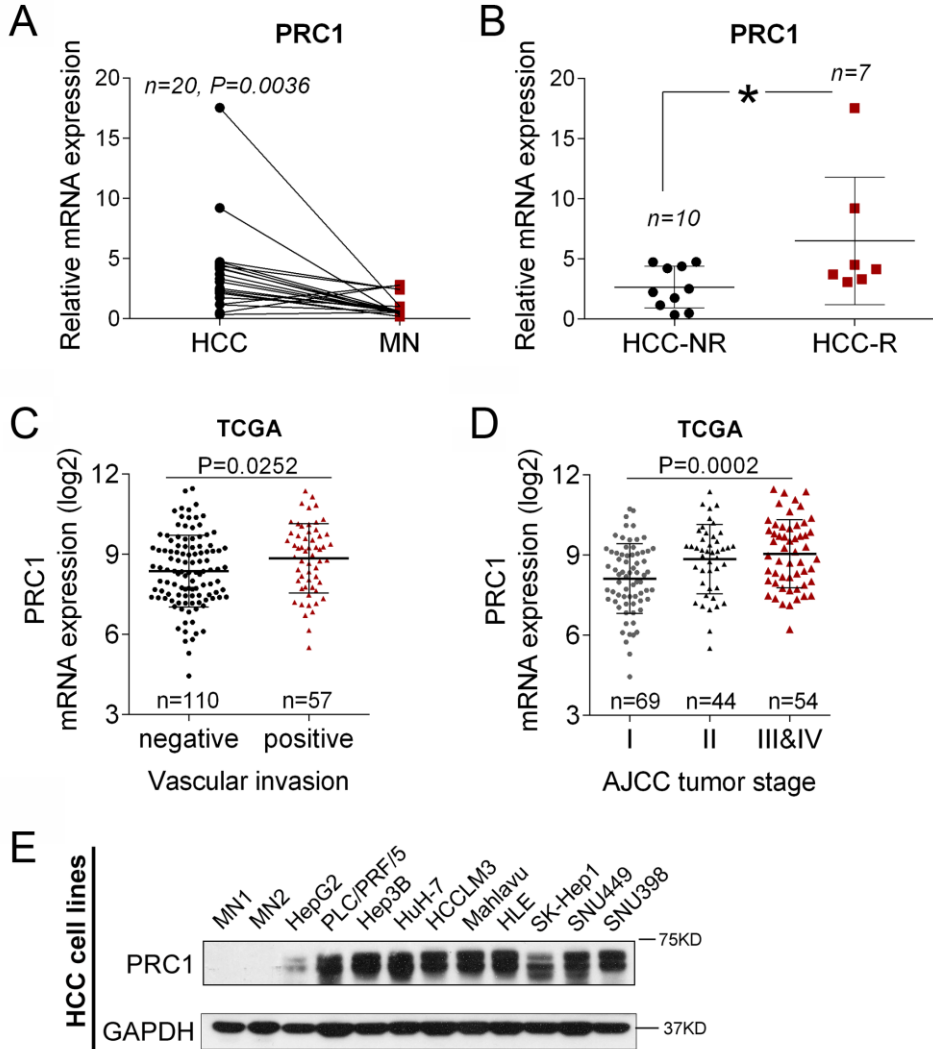 A
PRC1
n=20, P=0.0036
Relative mRNA expression
20
15
10
5
0
HCC
MN
B
PRC1
n=7
*
n=10
Relative mRNA expression
20
15
10
5
0
HCC-NR
HCC-R
C
TCGA
P=0.0252
PRC1
mRNA expression (log2)
12
9
6
3
n=110
n=57
negative
positive
Vascular invasion
D
TCGA
P=0.0002
PRC1
mRNA expression (log2)
12
9
6
3
n=69
n=44
n=54
I
II
III&IV
AJCC tumor stage
E
HCC cell lines
MN1
MN2
HepG2
PLC/PRF/5
Hep3B
HuH-7
HCCLM3
Mahlavu
HLE
SK-Hep1
SNU449
SNU398
75KD
PRC1
GAPDH
37KD